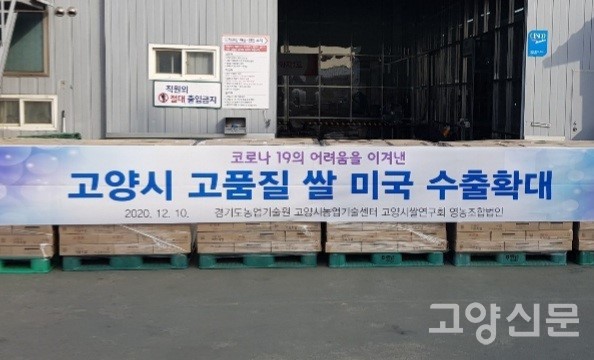 직원외
절대 출입금지
코로나 19의 어려움을 이겨낸
고양시 고품질 쌀 미국 수출확대
2020. 12. 10. 경기도농업기술원 고양시농업기술센터 고양시쌀연구회 영농조합법인
고양신문